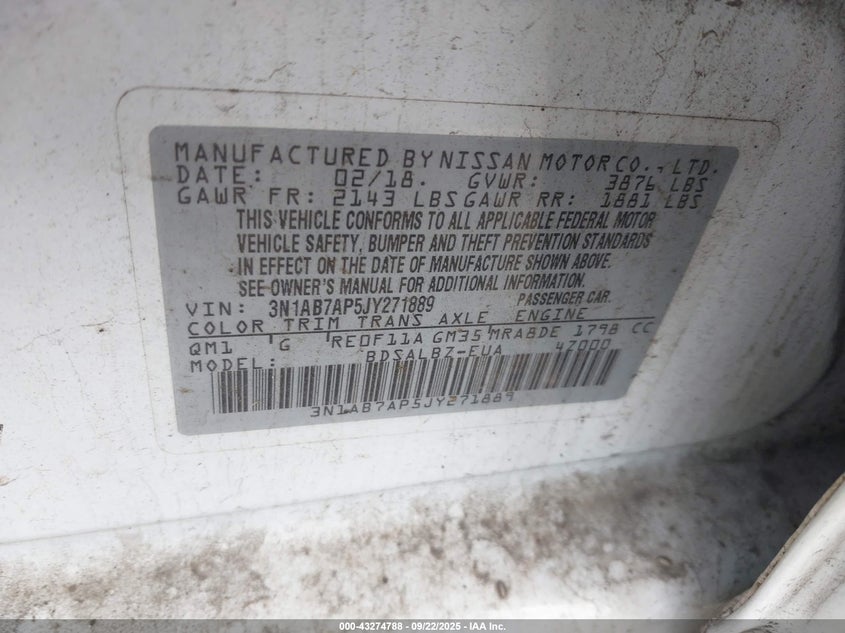 MANUFACTURED BY NISSAN MOTOR CO., LTD.
DATE: 02/18. GVWR: 3876 LBS
GAWR FR: 2143 LBS GAWR RR: 1881 LBS
THIS VEHICLE CONFORMS TO ALL APPLICABLE FEDERAL MOTOR
VEHICLE SAFETY, BUMPER AND THEFT PREVENTION STANDARDS
IN EFFECT ON THE DATE OF MANUFACTURE SHOWN ABOVE.
SEE OWNER'S MANUAL FOR ADDITIONAL INFORMATION.
VIN: 3N1AB7AP5JY271889 PASSENGER CAR.
COLOR TRIM TRANS AXLE ENGINE
QM1 G RE0F11A GM35 MRA8DE 1798 CC
MODEL: BDSALBZ-EUA 4Z000
3N1AB7AP5JY271889
000-43274788 - 09/22/2025 - IAA Inc.